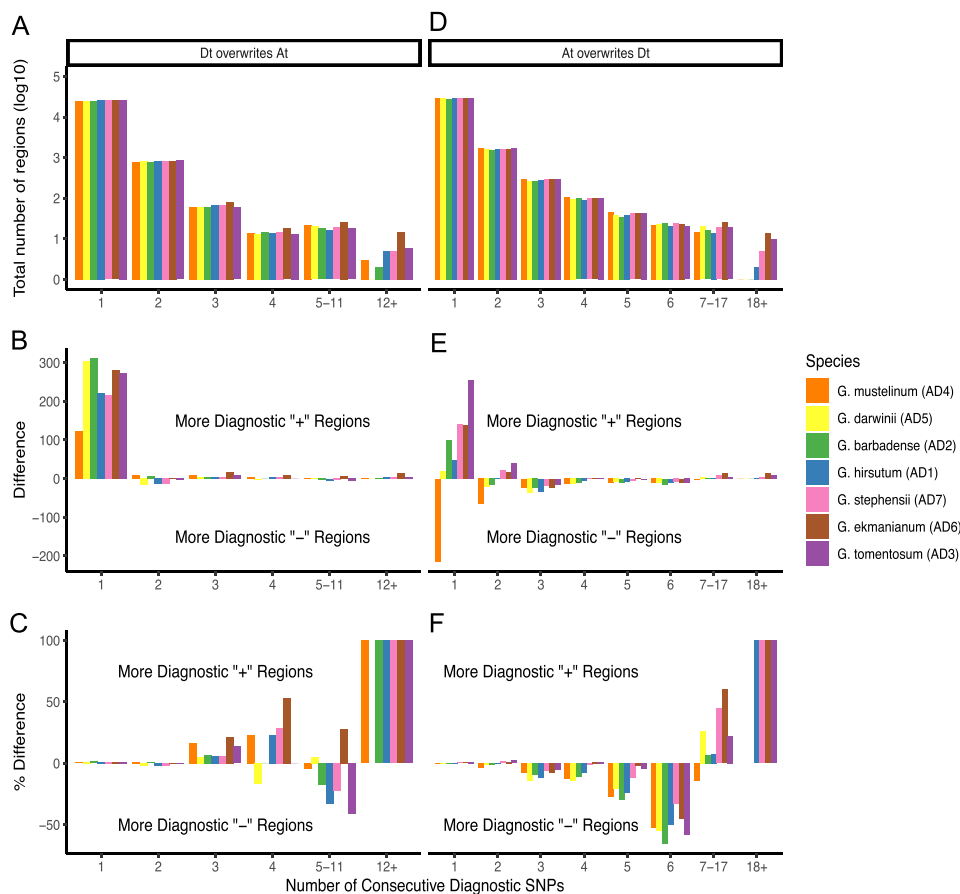 A
D
Dt overwrites At
At overwrites Dt
Total number of regions (log10)
5
4
3
2
1
0
1 2 3 4 5−11 12+
1 2 3 4 5 6 7−17 18+
B
E
Difference
300
200
100
0
−100
−200
More Diagnostic "+" Regions
More Diagnostic "−" Regions
More Diagnostic "+" Regions
More Diagnostic "−" Regions
1 2 3 4 5−11 12+
1 2 3 4 5 6 7−17 18+
Species
G. mustelinum (AD4)
G. darwinii (AD5)
G. barbadense (AD2)
G. hirsutum (AD1)
G. stephensii (AD7)
G. ekmanianum (AD6)
G. tomentosum (AD3)
C
F
% Difference
100
50
0
−50
More Diagnostic "+" Regions
More Diagnostic "−" Regions
More Diagnostic "+" Regions
More Diagnostic "−" Regions
1 2 3 4 5−11 12+
1 2 3 4 5 6 7−17 18+
Number of Consecutive Diagnostic SNPs